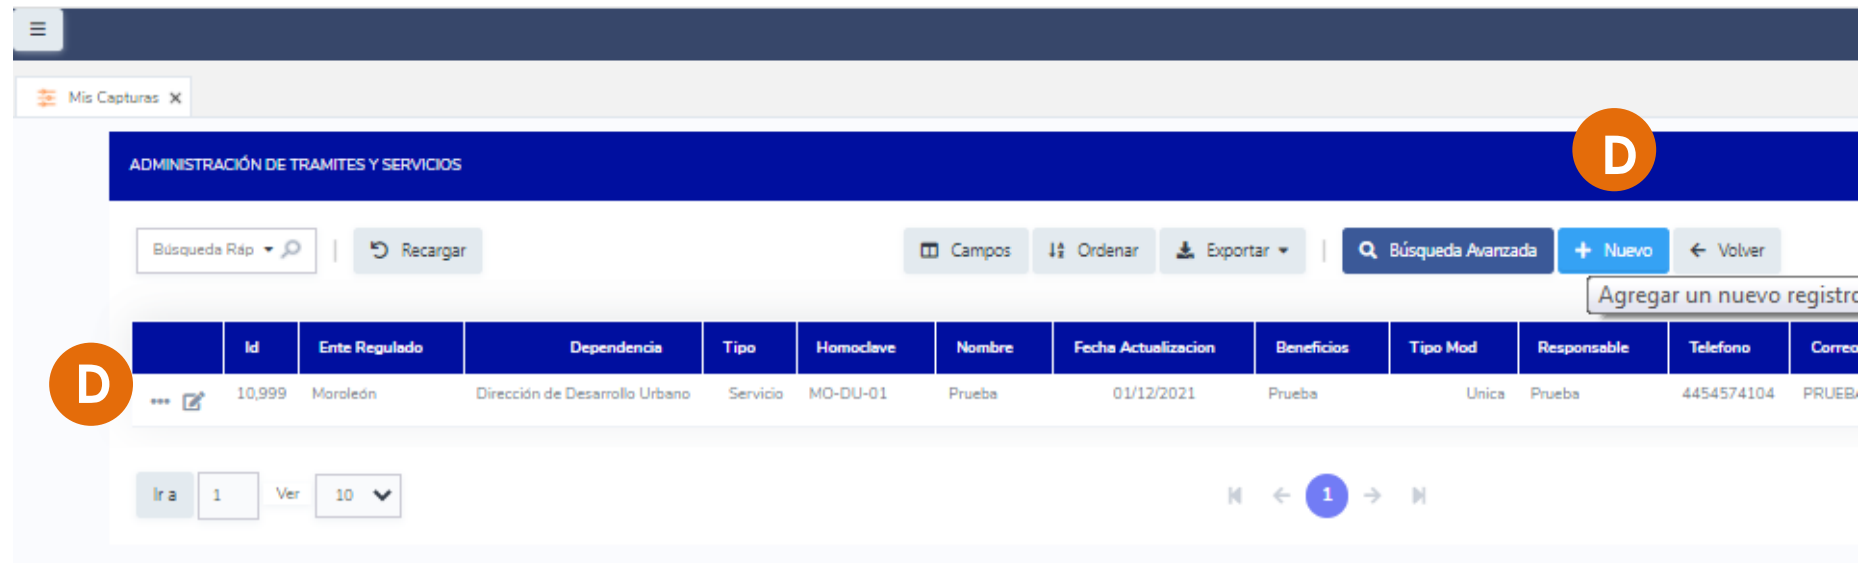 Mis Capturas
D
ADMINISTRACIÓN DE TRAMITES Y SERVICIOS
Búsqueda Ráp
Recargar
Campos
Ordenar
Exportar
Búsqueda Avanzada
Nuevo
Volver
Agregar un nuevo registro
Id Ente Regulado Dependencia Tipo Homoclave Nombre Fecha Actualizacion Beneficios Tipo Mod Responsable Telefono Correo
D
10,999 Moroleón Dirección de Desarrollo Urbano Servicio MO-DU-01 Prueba 01/12/2021 Prueba Unica Prueba 4454574104 PRUEBA
Ir a 1 Ver 10 1